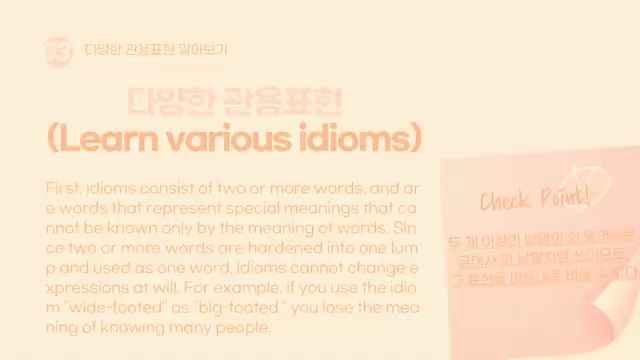 03 다양한 관용표현 알아보기
다양한 관용표현
(Learn various idioms)
First, idioms consist of two or more words, and ar
e words that represent special meanings that ca
nnot be known only by the meaning of words. Sin
ce two or more words are hardened into one lum
p and used as one word, idioms cannot change e
xpressions at will. For example, if you use the idio
m "wide-footed" as "big-footed," you lose the mea
ning of knowing many people.
Check Point!
두 개 이상의 낱말이 한 덩어리로
굳어져 한 낱말처럼 쓰이므로
그 표현을 마음대로 바꿀 수 없다